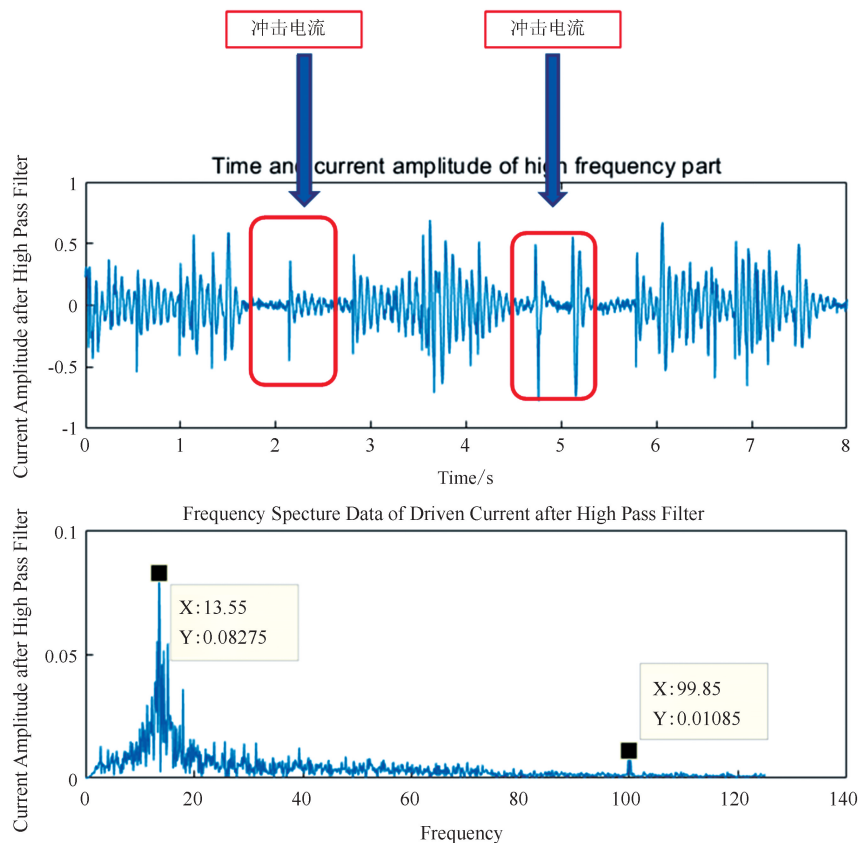 冲击电流
冲击电流
Time and current amplitude of high frequency part
Current Amplitude after High Pass Filter
1
0.5
0
-0.5
-1
0
1
2
3
4
5
6
7
8
Time/s
Frequency Specture Data of Driven Current after High Pass Filter
Current Amplitude after High Pass Filter
0.1
0.05
0
X:13.55
Y:0.08275
X:99.85
Y:0.01085
0
20
40
60
80
100
120
140
Frequency